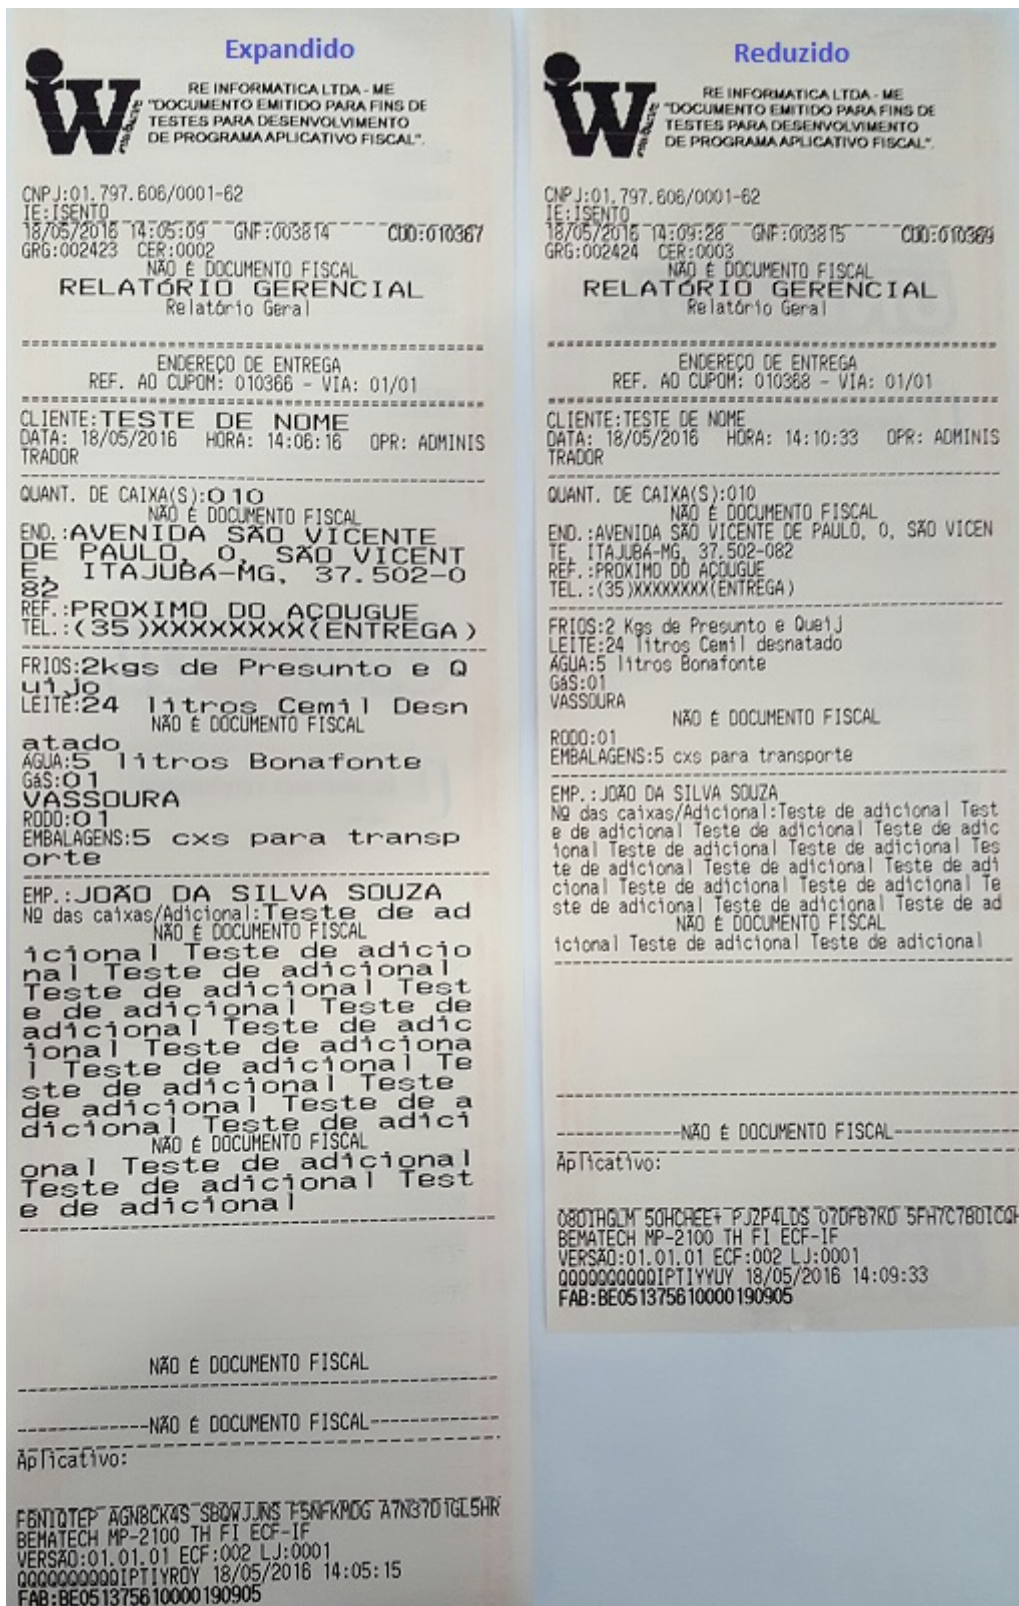 Expandido
iW
RE INFORMATICA LTDA - ME
"DOCUMENTO EMITIDO PARA FINS DE
TESTES PARA DESENVOLVIMENTO
DE PROGRAMA APLICATIVO FISCAL".
CNPJ:01.797.606/0001-62
IE:ISENTO
18/05/2016 14:05:09 GNF:003814 COO:010367
GRG:002423 CER:0002
NÃO É DOCUMENTO FISCAL
RELATÓRIO GERENCIAL
Relatório Geral
ENDEREÇO DE ENTREGA
REF. AO CUPOM: 010366 - VIA: 01/01
CLIENTE:TESTE DE NOME
DATA: 18/05/2016 HORA: 14:06:16 OPR: ADMINIS
TRADOR
QUANT. DE CAIXA(S):010
NÃO É DOCUMENTO FISCAL
END.:AVENIDA SÃO VICENTE
DE PAULO, 0, SÃO VICENT
E, ITAJUBÁ-MG, 37.502-0
82
REF.:PROXIMO DO AÇOUGUE
TEL.:(35)XXXXXXXX(ENTREGA)
FRIOS:2kgs de Presunto e Q
uijo
LEITE:24 litros Cemil Desn
NÃO É DOCUMENTO FISCAL
atado
ÁGUA:5 litros Bonafonte
GáS:01
VASSOURA
RODO:01
EMBALAGENS:5 cxs para transp
orte
EMP.:JOÃO DA SILVA SOUZA
Nº das caixas/Adicional:Teste de ad
NÃO É DOCUMENTO FISCAL
icional Teste de adicio
nal Teste de adicional
Teste de adicional Test
e de adicional Teste de
adicional Teste de adic
ional Teste de adiciona
l Teste de adicional Te
ste de adicional Teste
de adicional Teste de a
dicional Teste de adici
NÃO É DOCUMENTO FISCAL
onal Teste de adicional
Teste de adicional Test
e de adicional
NÃO É DOCUMENTO FISCAL
-------------NÃO É DOCUMENTO FISCAL-------------
Aplicativo:
BEMATECH MP-2100 TH FI ECF-IF
VERSÃO:01.01.01 ECF:002 LJ:0001
QQQQQQQQQQIPTIYROY 18/05/2016 14:05:15
FAB:BE051375610000190905
Reduzido
iW
RE INFORMATICA LTDA - ME
"DOCUMENTO EMITIDO PARA FINS DE
TESTES PARA DESENVOLVIMENTO
DE PROGRAMA APLICATIVO FISCAL".
CNPJ:01.797.606/0001-62
IE:ISENTO
18/05/2016 14:09:28 GNF:003815 COO:010369
GRG:002424 CER:0003
NÃO É DOCUMENTO FISCAL
RELATÓRIO GERENCIAL
Relatório Geral
ENDEREÇO DE ENTREGA
REF. AO CUPOM: 010368 - VIA: 01/01
CLIENTE:TESTE DE NOME
DATA: 18/05/2016 HORA: 14:10:33 OPR: ADMINIS
TRADOR
QUANT. DE CAIXA(S):010
NÃO É DOCUMENTO FISCAL
END.:AVENIDA SÃO VICENTE DE PAULO, 0, SÃO VICEN
TE, ITAJUBÁ-MG, 37.502-082
REF.:PROXIMO DO AÇOUGUE
TEL.:(35)XXXXXXXX(ENTREGA)
FRIOS:2 Kgs de Presunto e Queij
LEITE:24 litros Cemil desnatado
ÁGUA:5 litros Bonafonte
GáS:01
VASSOURA
NÃO É DOCUMENTO FISCAL
RODO:01
EMBALAGENS:5 cxs para transporte
EMP.:JOÃO DA SILVA SOUZA
Nº das caixas/Adicional:Teste de adicional Test
e de adicional Teste de adicional Teste de adic
ional Teste de adicional Teste de adicional Tes
te de adicional Teste de adicional Teste de adi
cional Teste de adicional Teste de adicional Te
ste de adicional Teste de adicional Teste de ad
NÃO É DOCUMENTO FISCAL
icional Teste de adicional Teste de adicional
-------------NÃO É DOCUMENTO FISCAL-------------
Aplicativo:
BEMATECH MP-2100 TH FI ECF-IF
VERSÃO:01.01.01 ECF:002 LJ:0001
QQQQQQQQQQIPTIYYUY 18/05/2016 14:09:33
FAB:BE051375610000190905